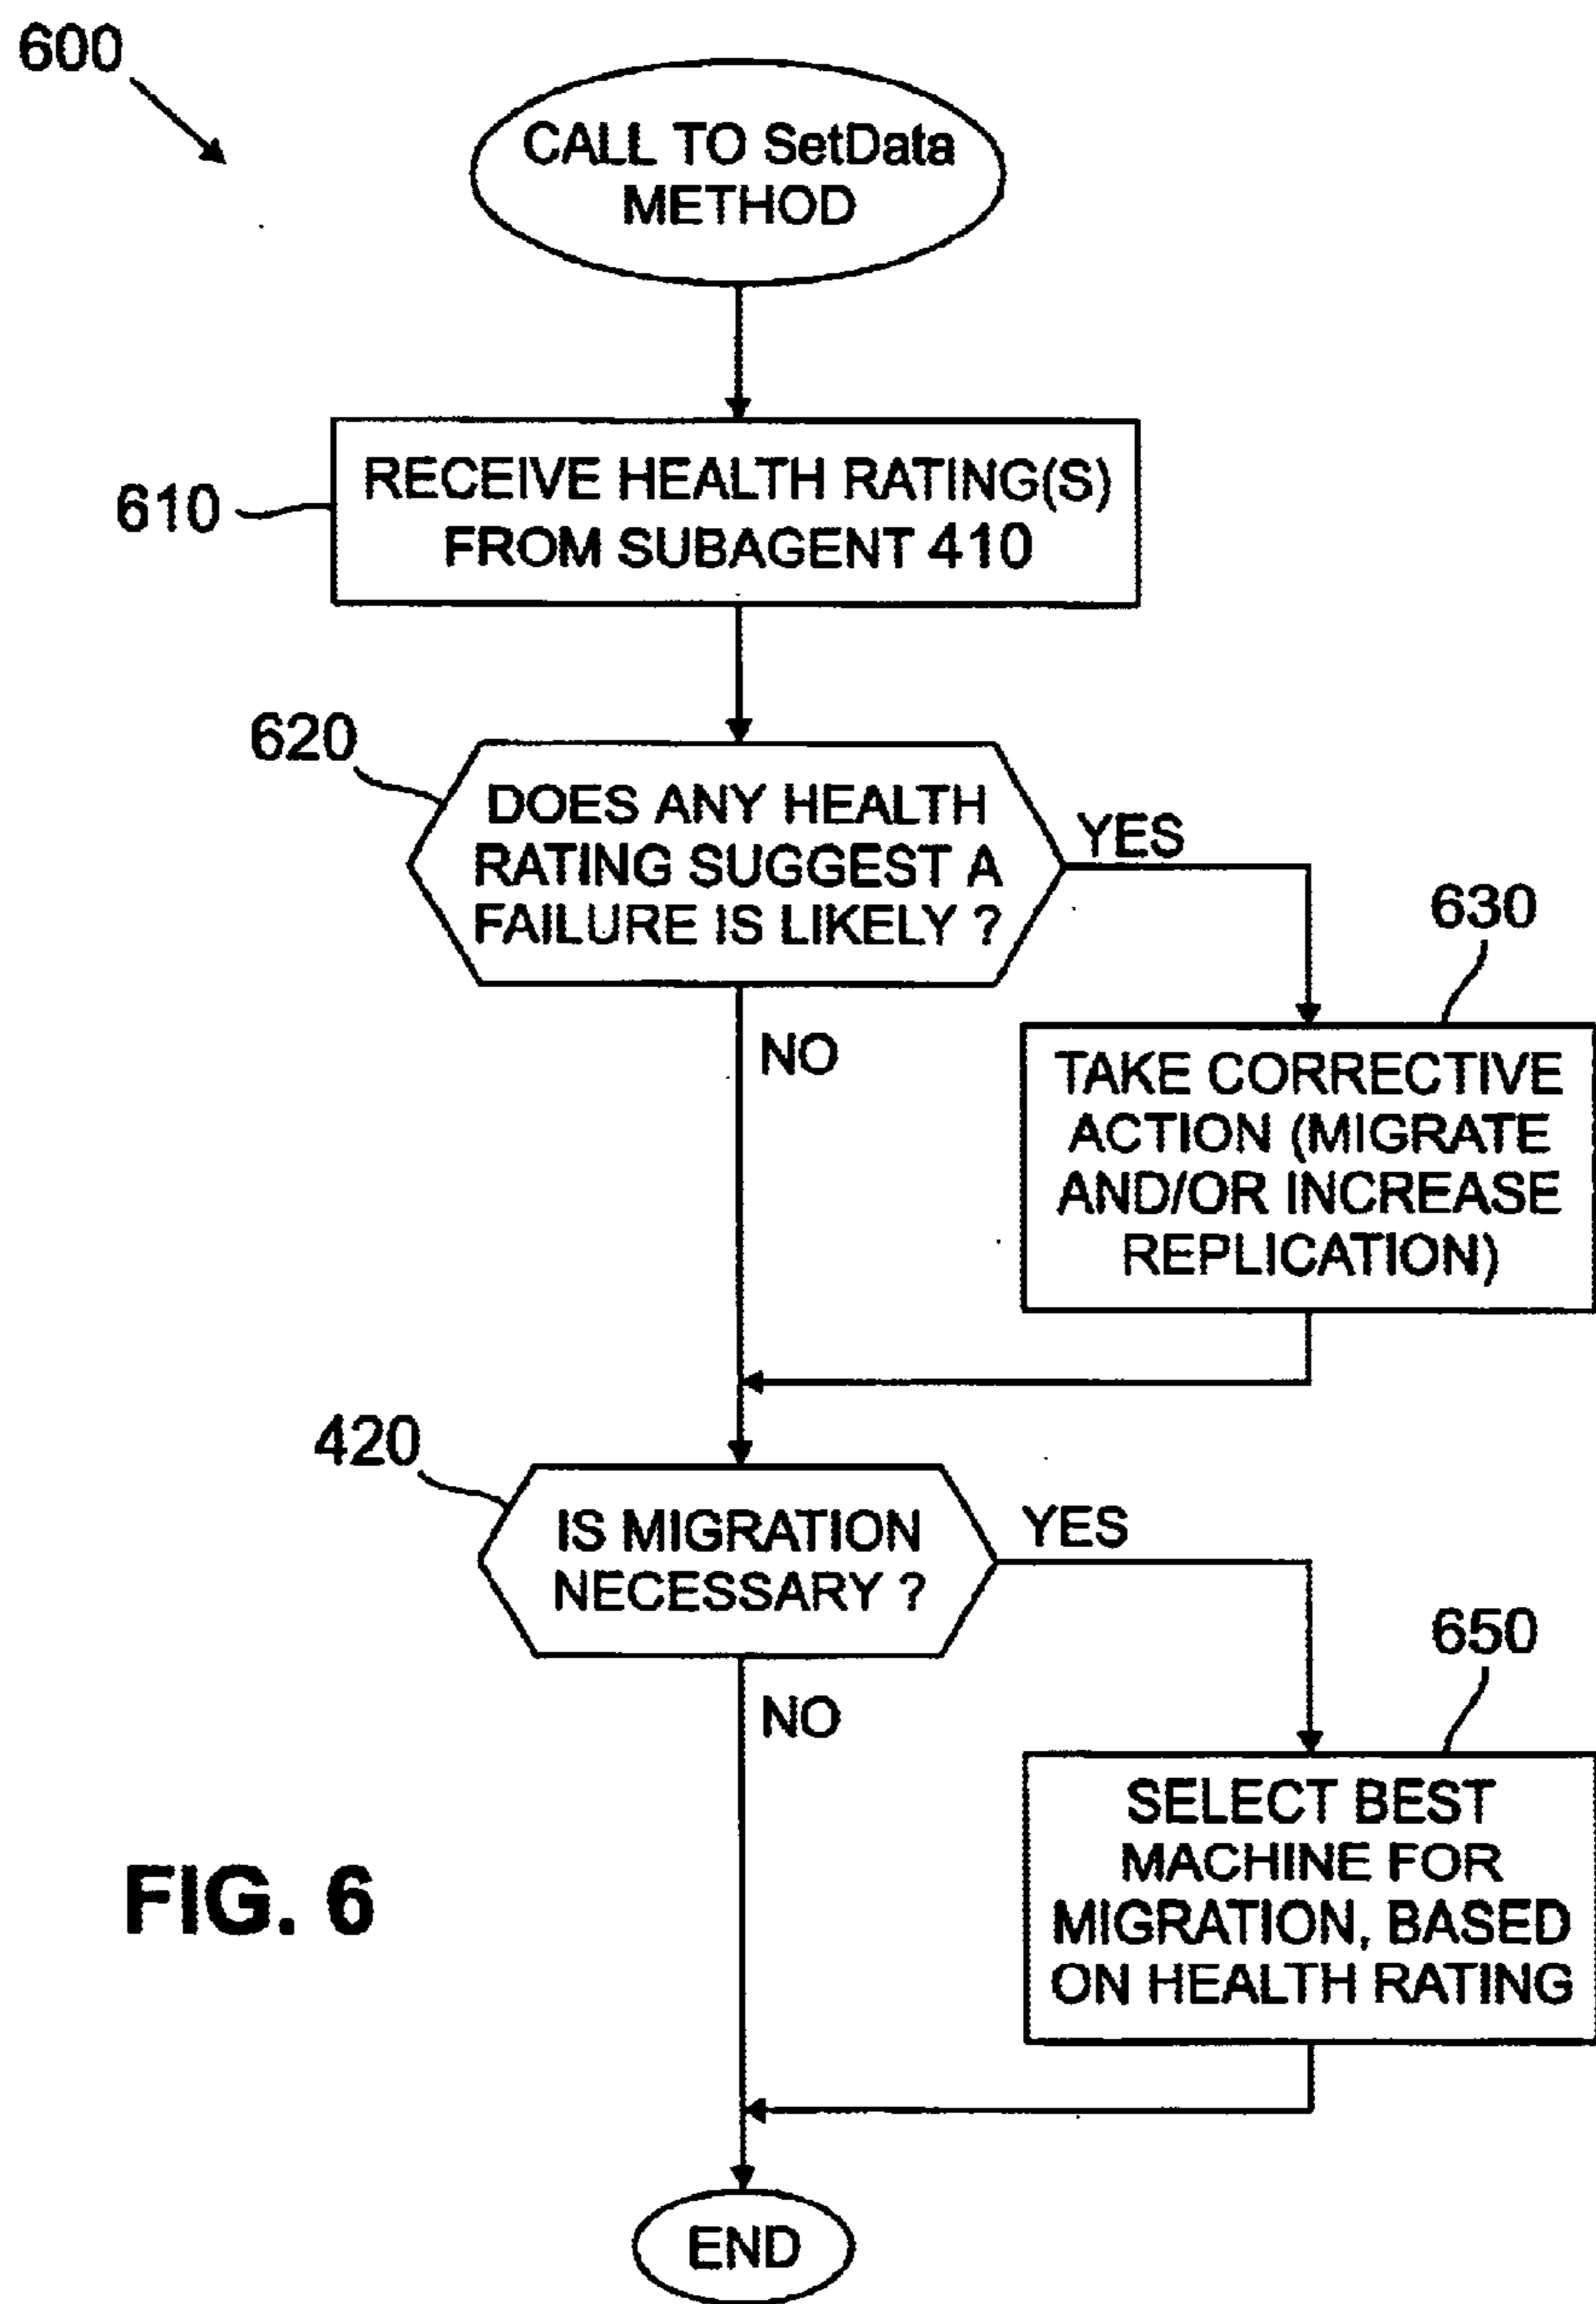 600
CALL TO SetData
METHOD
610
RECEIVE HEALTH RATING(S)
FROM SUBAGENT 410
620
DOES ANY HEALTH
RATING SUGGEST A
FAILURE IS LIKELY ?
YES
NO
630
TAKE CORRECTIVE
ACTION (MIGRATE
AND/OR INCREASE
REPLICATION)
420
IS MIGRATION
NECESSARY ?
YES
NO
650
SELECT BEST
MACHINE FOR
MIGRATION, BASED
ON HEALTH RATING
FIG. 6
END